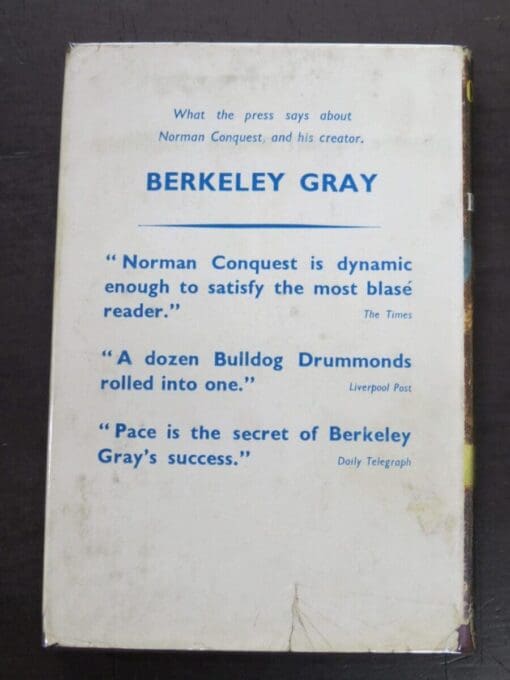 What the press says about
Norman Conquest, and his creator.
BERKELEY GRAY
“Norman Conquest is dynamic
enough to satisfy the most blasé
reader.” The Times
“A dozen Bulldog Drummonds
rolled into one.” Liverpool Post
“Pace is the secret of Berkeley
Gray’s success.” Daily Telegraph